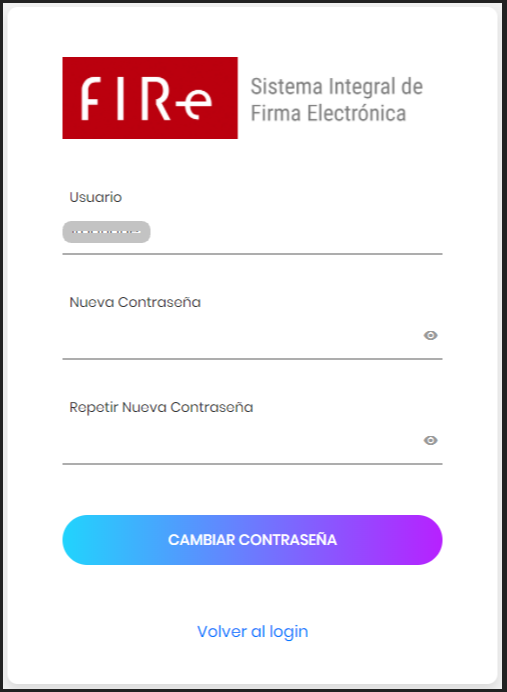 FIRe
Sistema Integral de
Firma Electrónica
Usuario
Nueva Contraseña
Repetir Nueva Contraseña
CAMBIAR CONTRASEÑA
Volver al login